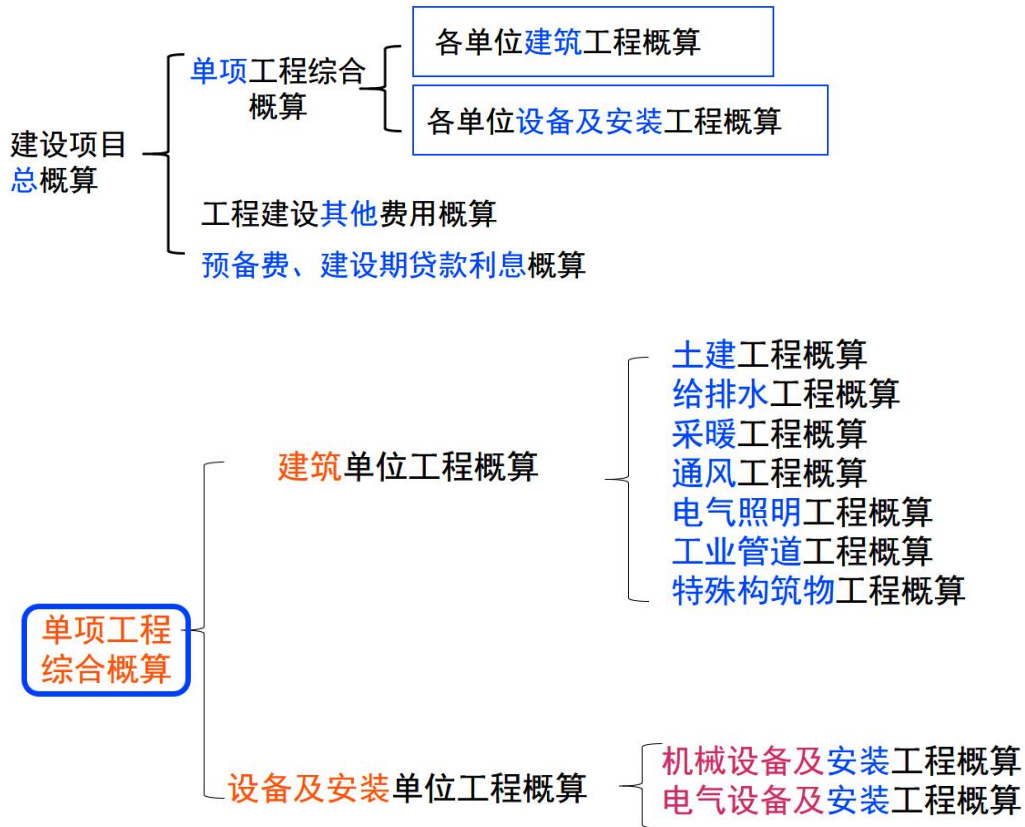 各单位建筑工程概算
单项工程综合
概算
各单位设备及安装工程概算
建设项目
总概算
工程建设其他费用概算
预备费、建设期贷款利息概算
土建工程概算
给排水工程概算
采暖工程概算
建筑单位工程概算
通风工程概算
电气照明工程概算
工业管道工程概算
特殊构筑物工程概算
单项工程
综合概算
设备及安装单位工程概算
机械设备及安装工程概算
电气设备及安装工程概算